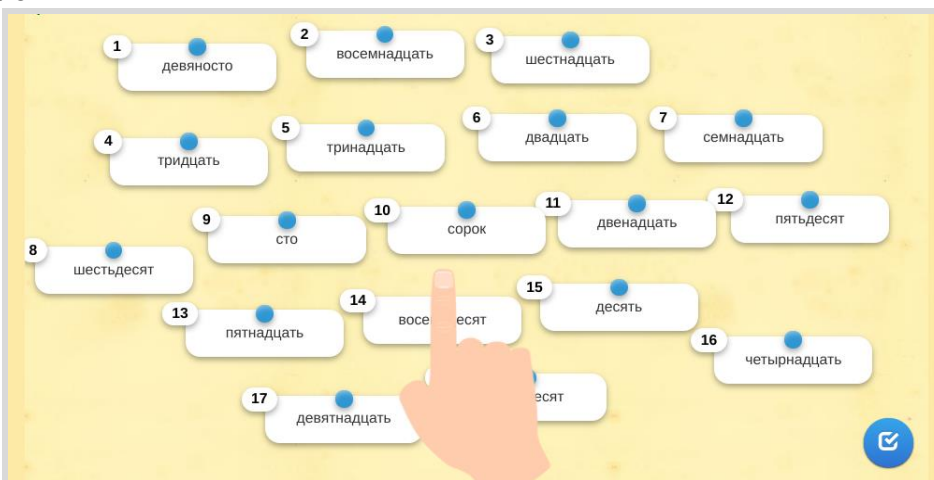 1
девяносто
2
восемнадцать
3
шестнадцать
4
тридцать
5
тринадцать
6
двадцать
7
семнадцать
8
шестьдесят
9
сто
10
сорок
11
двенадцать
12
пятьдесят
13
пятнадцать
14
15
десять
16
четырнадцать
17
девятнадцать